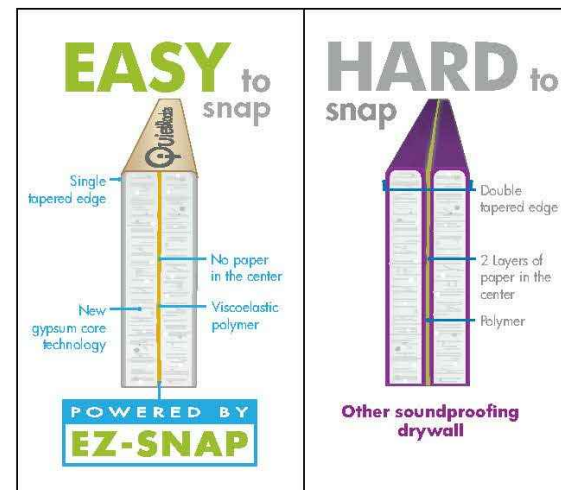 EASY to
snap
QuietRock
Single
tapered edge
No paper
in the center
New
gypsum core
technology
Viscoelastic
polymer
POWERED BY
EZ-SNAP
HARD to
snap
Double
tapered edge
2 Layers of
paper in the
center
Polymer
Other soundproofing
drywall